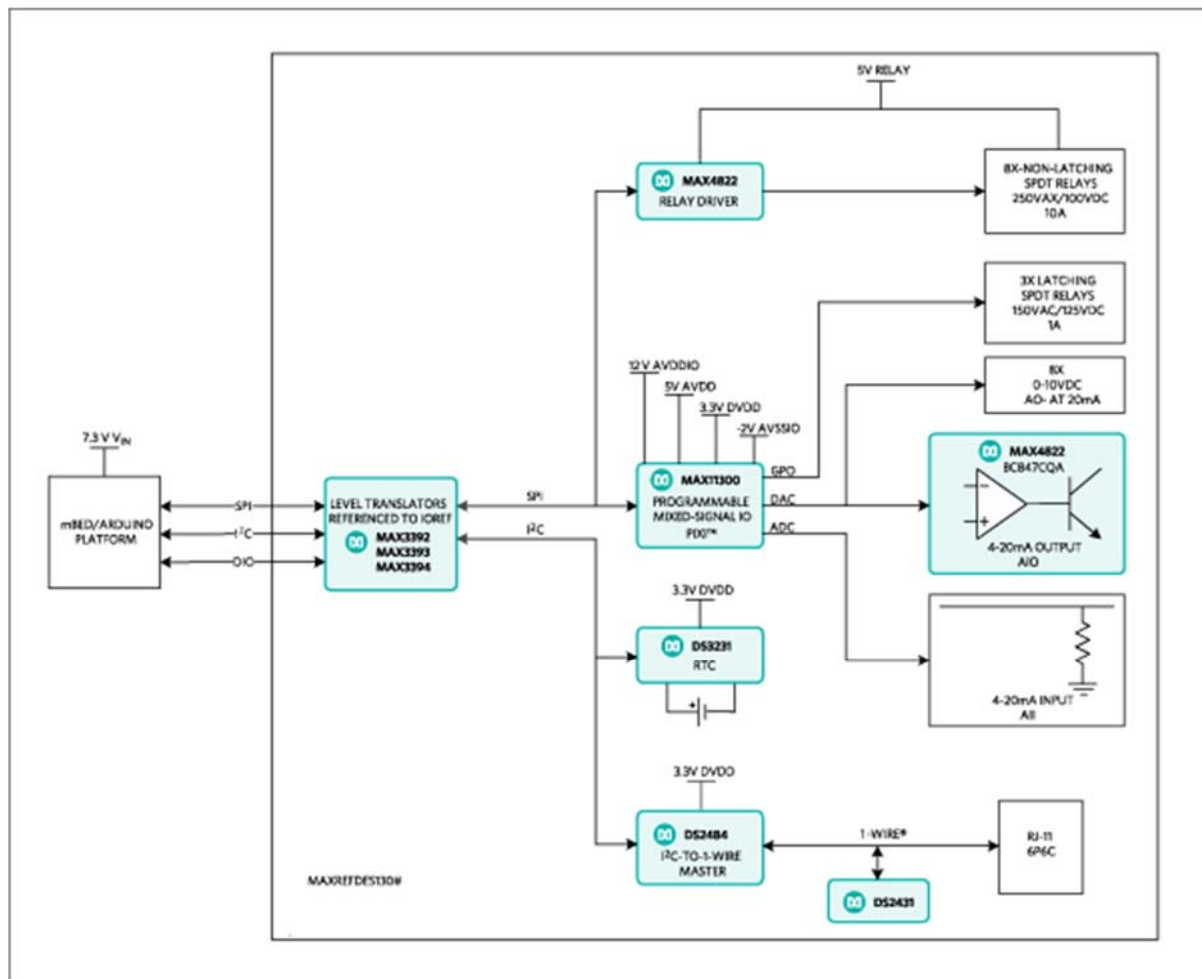 5V RELAY
MAX4822
RELAY DRIVER
8X-NON-LATCHING
SPDT RELAYS
250VAX/100VDC
10A
3X LATCHING
SPDT RELAYS
150VAC/125VDC
1A
12V AVDDIO
5V AVDD
3.3V DVDD
-2V AVSSIO
8X
0-10VDC
AO- AT 20mA
7.3 V VIN
mBED/ARDUINO
PLATFORM
SPI
I²C
DIO
LEVEL TRANSLATORS
REFERENCED TO IOREF
MAX3392
MAX3393
MAX3394
SPI
I²C
MAX11300
PROGRAMMABLE
MIXED-SIGNAL IO
PIXI™
GPO
DAC
ADC
MAX4822
BC847CQA
4-20mA OUTPUT
AIO
3.3V DVDD
DS3231
RTC
+
4-20mA INPUT
AII
3.3V DVDD
DS2484
I²C-TO-1-WIRE
MASTER
1-WIRE®
RJ-11
6P6C
DS2431
MAXREFDES130#